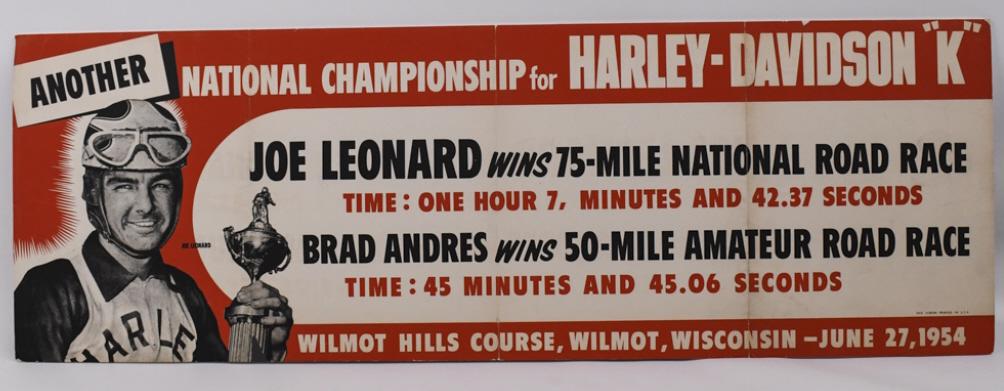 ANOTHER
NATIONAL CHAMPIONSHIP for HARLEY-DAVIDSON "K"
JOE LEONARD WINS 75-MILE NATIONAL ROAD RACE
TIME: ONE HOUR 7, MINUTES AND 42.37 SECONDS
JOE LEONARD
BRAD ANDRES WINS 50-MILE AMATEUR ROAD RACE
TIME: 45 MINUTES AND 45.06 SECONDS
HARLE
WILMOT HILLS COURSE, WILMOT, WISCONSIN -JUNE 27, 1954